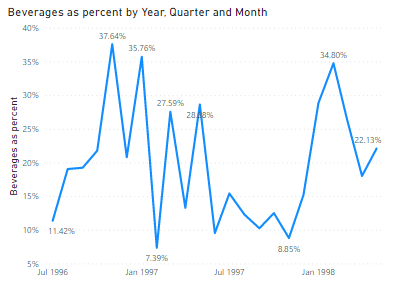 Beverages as percent by Year, Quarter and Month
Beverages as percent
40%
35%
30%
25%
20%
15%
10%
5%
37.64%
35.76%
34.80%
27.59%
22.13%
11.42%
8.85%
7.39%
Jul 1996
Jan 1997
Jul 1997
Jan 1998